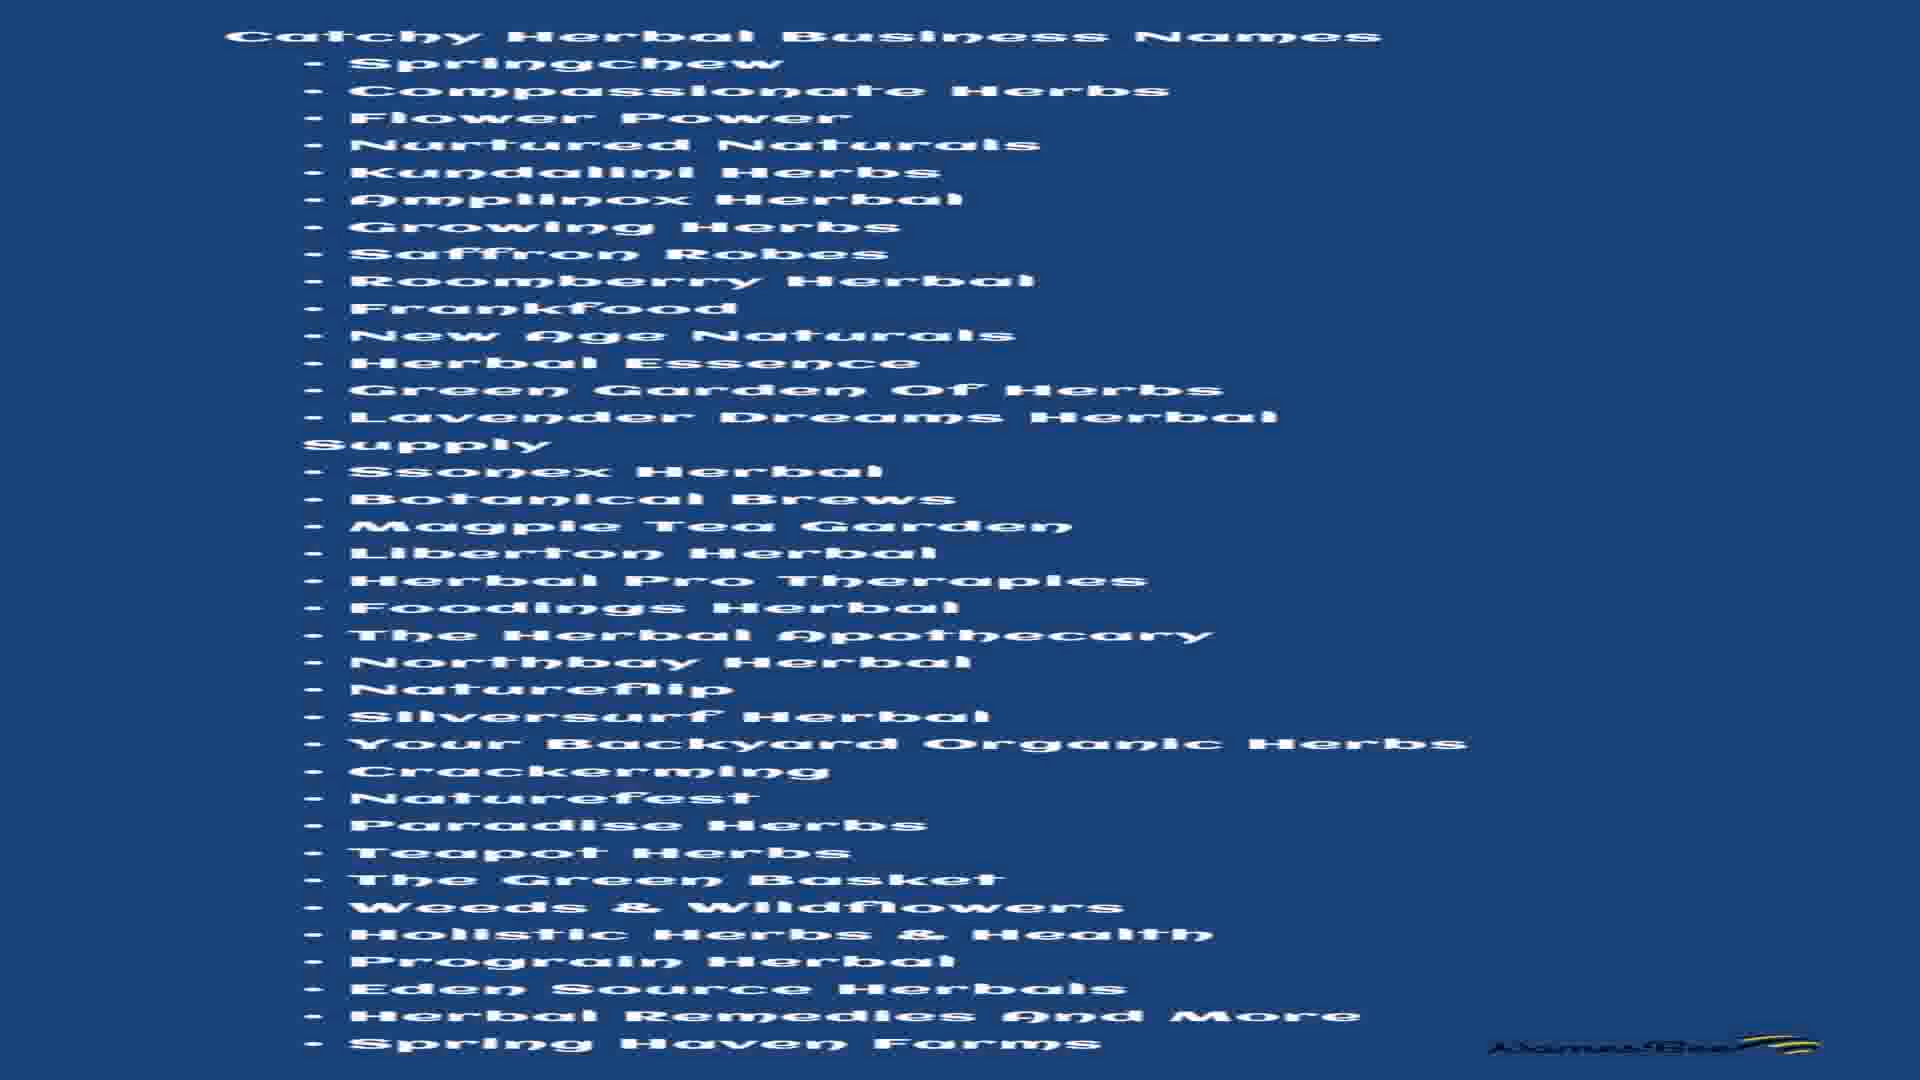 Catchy Herbal Business Names
- Springchew
- Compassionate Herbs
- Flower Power
- Nurtured Naturals
- Kundalini Herbs
- Amplinox Herbal
- Growing Herbs
- Saffron Robes
- Roomberry Herbal
- Frankfood
- New Age Naturals
- Herbal Essence
- Green Garden Of Herbs
- Lavender Dreams Herbal
Supply
- Ssonex Herbal
- Botanical Brews
- Magpie Tea Garden
- Liberton Herbal
- Herbal Pro Therapies
- Foodings Herbal
- The Herbal Apothecary
- Northbay Herbal
- Natureflip
- Silversurf Herbal
- Your Backyard Organic Herbs
- Crackerming
- Naturefest
- Paradise Herbs
- Teapot Herbs
- The Green Basket
- Weeds & Wildflowers
- Holistic Herbs & Health
- Prograin Herbal
- Eden Source Herbals
- Herbal Remedies And More
- Spring Haven Farms